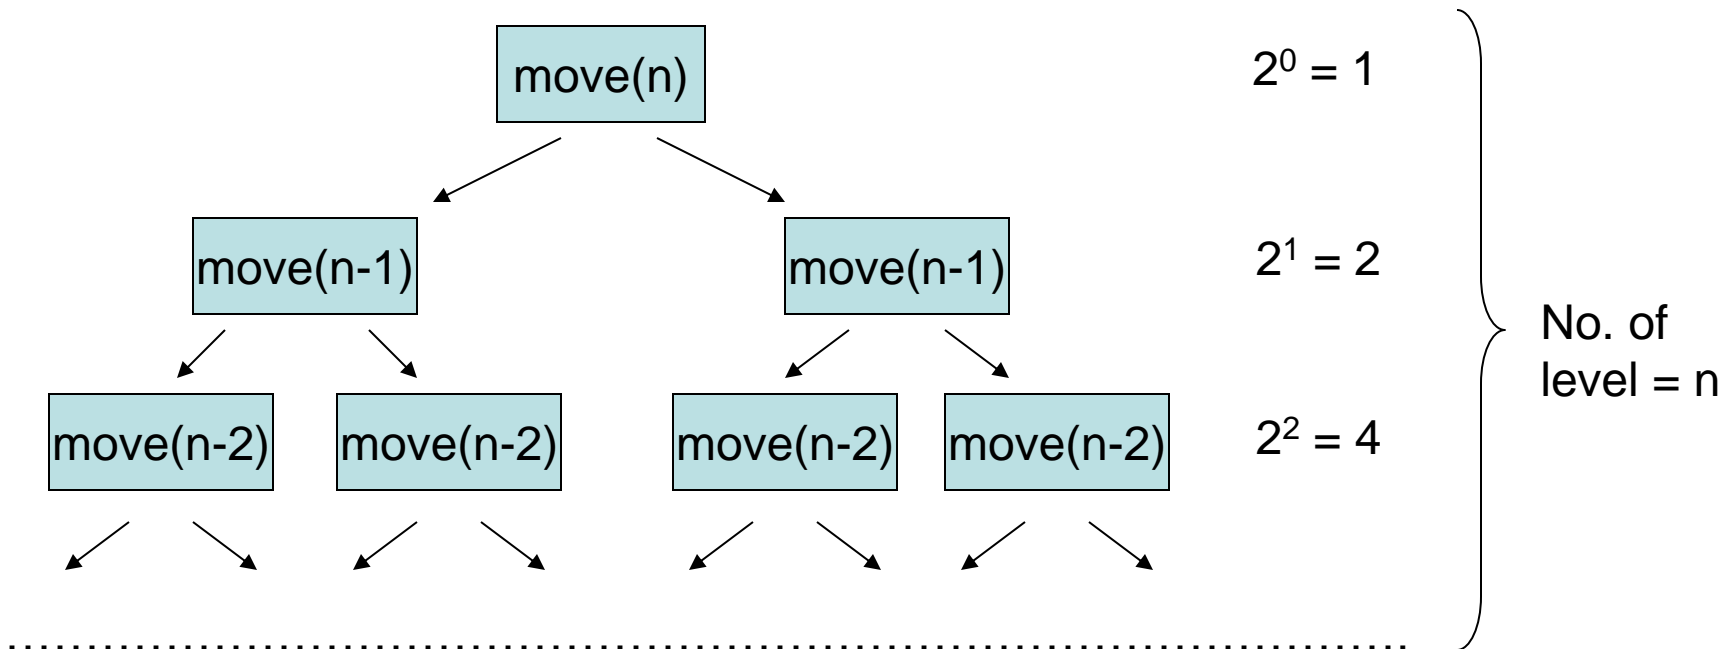 move(n)
2⁰ = 1
move(n-1)
move(n-1)
2¹ = 2
No. of
level = n
move(n-2)
move(n-2)
move(n-2)
move(n-2)
2² = 4